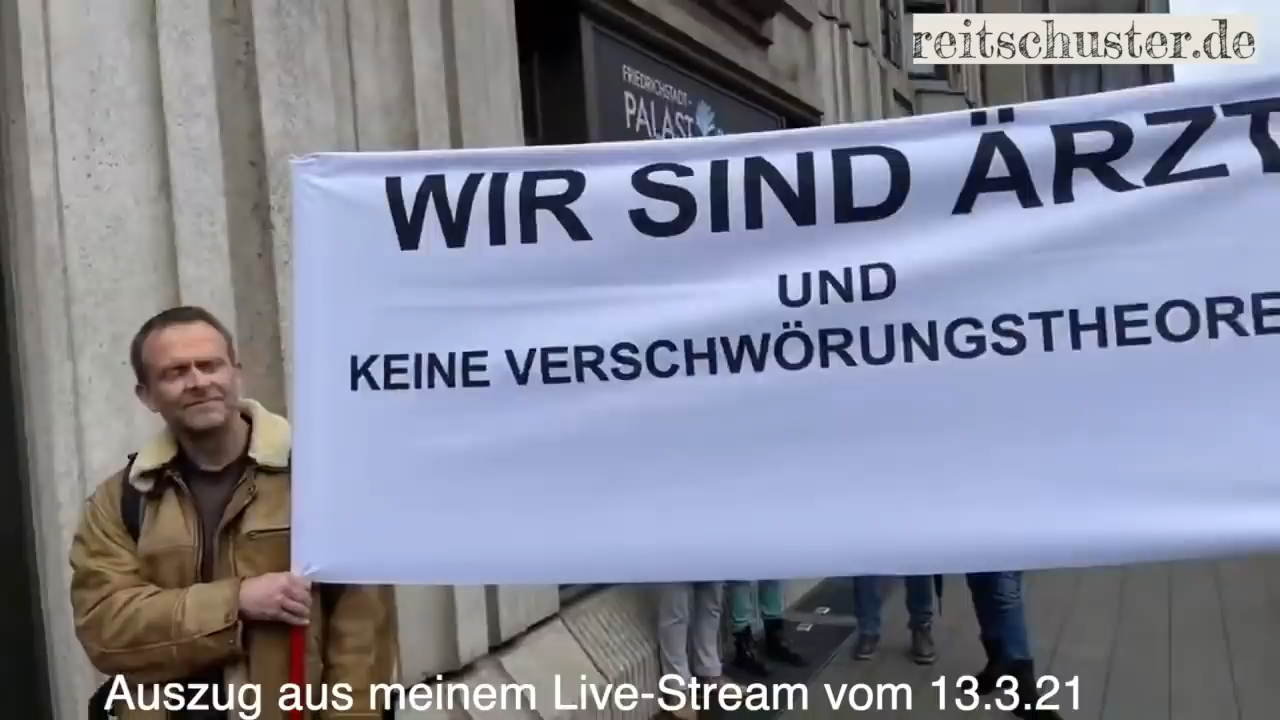 reitschuster.de
FRIEDRICHSTADT-
PALAST
WIR SIND ÄRZT
UND
KEINE VERSCHWÖRUNGSTHEORE
Auszug aus meinem Live-Stream vom 13.3.21